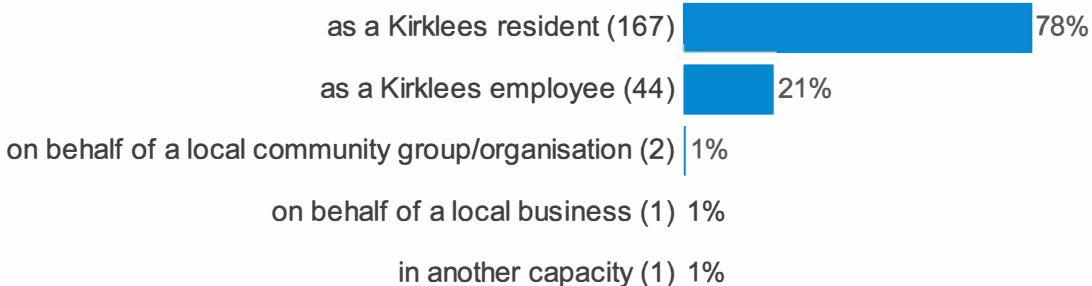 as a Kirklees resident (167) 78%
as a Kirklees employee (44) 21%
on behalf of a local community group/organisation (2) 1%
on behalf of a local business (1) 1%
in another capacity (1) 1%